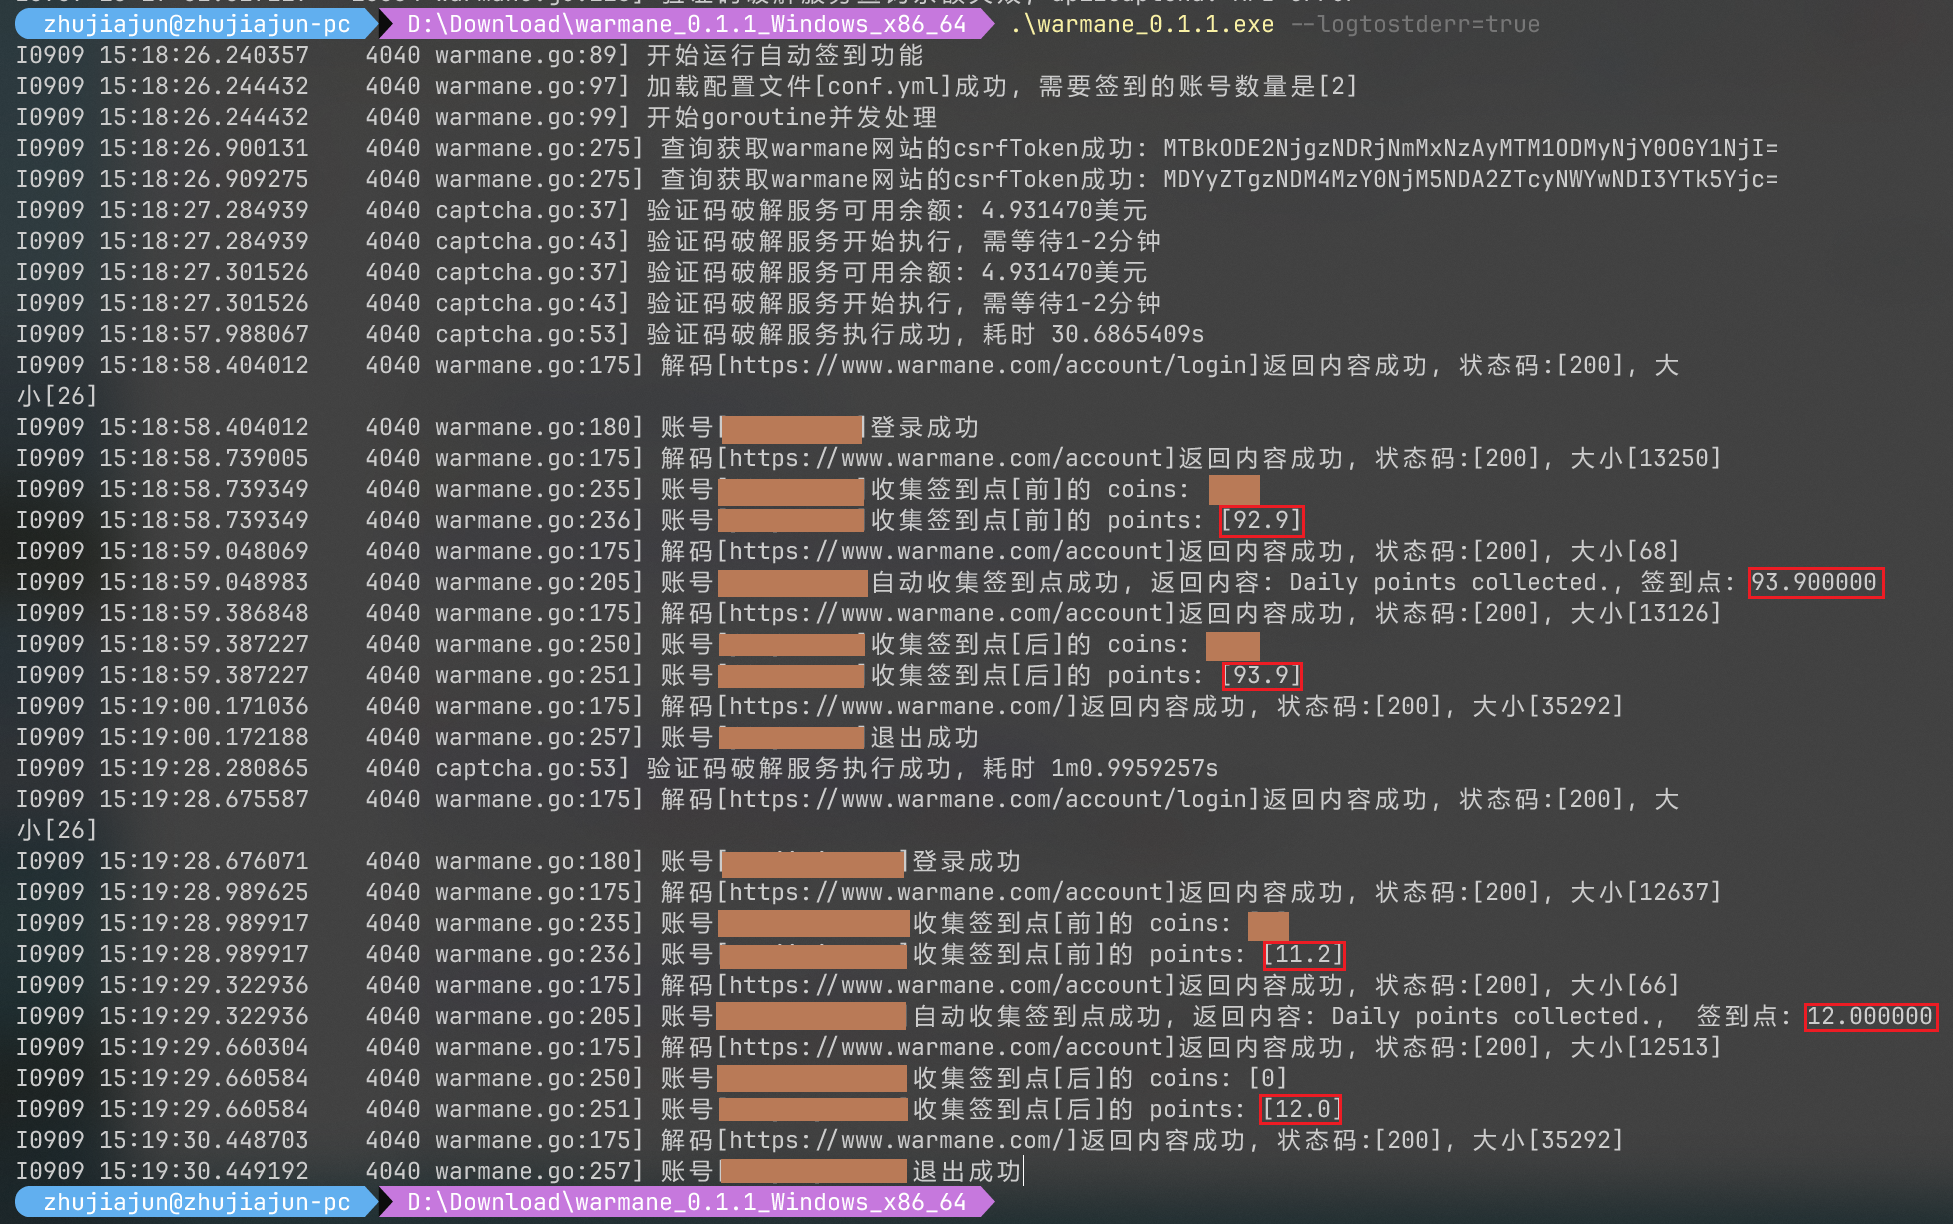 zhujiajun@zhujiajun-pc D:\Download\warmane_0.1.1_Windows_x86_64 .\warmane_0.1.1.exe --logtostderr=true
I0909 15:18:26.240357    4040 warmane.go:89] 开始运行自动签到功能
I0909 15:18:26.244432    4040 warmane.go:97] 加载配置文件[conf.yml]成功, 需要签到的账号数量是[2]
I0909 15:18:26.244432    4040 warmane.go:99] 开始goroutine并发处理
I0909 15:18:26.900131    4040 warmane.go:275] 查询获取warmane网站的csrfToken成功: MTBkODE2NjgzNDRjNmMxNzAyMTM1ODMyNjY0OGY1NjI=
I0909 15:18:26.909275    4040 warmane.go:275] 查询获取warmane网站的csrfToken成功: MDYyZTgzNDM4MzY0NjM5NDA2ZTcyNWYwNDI3YTk5Yjc=
I0909 15:18:27.284939    4040 captcha.go:37] 验证码破解服务可用余额: 4.931470美元
I0909 15:18:27.284939    4040 captcha.go:43] 验证码破解服务开始执行, 需等待1-2分钟
I0909 15:18:27.301526    4040 captcha.go:37] 验证码破解服务可用余额: 4.931470美元
I0909 15:18:27.301526    4040 captcha.go:43] 验证码破解服务开始执行, 需等待1-2分钟
I0909 15:18:57.988067    4040 captcha.go:53] 验证码破解服务执行成功, 耗时 30.6865409s
I0909 15:18:58.404012    4040 warmane.go:175] 解码[https://www.warmane.com/account/login]返回内容成功, 状态码:[200], 大
小[26]
I0909 15:18:58.404012    4040 warmane.go:180] 账号[ ]登录成功
I0909 15:18:58.739005    4040 warmane.go:175] 解码[https://www.warmane.com/account]返回内容成功, 状态码:[200], 大小[13250]
I0909 15:18:58.739349    4040 warmane.go:235] 账号 收集签到点[前]的 coins:
I0909 15:18:58.739349    4040 warmane.go:236] 账号 收集签到点[前]的 points: [92.9]
I0909 15:18:59.048069    4040 warmane.go:175] 解码[https://www.warmane.com/account]返回内容成功, 状态码:[200], 大小[68]
I0909 15:18:59.048983    4040 warmane.go:205] 账号 自动收集签到点成功, 返回内容: Daily points collected., 签到点: 93.900000
I0909 15:18:59.386848    4040 warmane.go:175] 解码[https://www.warmane.com/account]返回内容成功, 状态码:[200], 大小[13126]
I0909 15:18:59.387227    4040 warmane.go:250] 账号 收集签到点[后]的 coins:
I0909 15:18:59.387227    4040 warmane.go:251] 账号 收集签到点[后]的 points: [93.9]
I0909 15:19:00.171036    4040 warmane.go:175] 解码[https://www.warmane.com/]返回内容成功, 状态码:[200], 大小[35292]
I0909 15:19:00.172188    4040 warmane.go:257] 账号 退出成功
I0909 15:19:28.280865    4040 captcha.go:53] 验证码破解服务执行成功, 耗时 1m0.9959257s
I0909 15:19:28.675587    4040 warmane.go:175] 解码[https://www.warmane.com/account/login]返回内容成功, 状态码:[200], 大
小[26]
I0909 15:19:28.676071    4040 warmane.go:180] 账号[ ]登录成功
I0909 15:19:28.989625    4040 warmane.go:175] 解码[https://www.warmane.com/account]返回内容成功, 状态码:[200], 大小[12637]
I0909 15:19:28.989917    4040 warmane.go:235] 账号 收集签到点[前]的 coins:
I0909 15:19:28.989917    4040 warmane.go:236] 账号 收集签到点[前]的 points: [11.2]
I0909 15:19:29.322936    4040 warmane.go:175] 解码[https://www.warmane.com/account]返回内容成功, 状态码:[200], 大小[66]
I0909 15:19:29.322936    4040 warmane.go:205] 账号 自动收集签到点成功, 返回内容: Daily points collected., 签到点: 12.000000
I0909 15:19:29.660304    4040 warmane.go:175] 解码[https://www.warmane.com/account]返回内容成功, 状态码:[200], 大小[12513]
I0909 15:19:29.660584    4040 warmane.go:250] 账号 收集签到点[后]的 coins: [0]
I0909 15:19:29.660584    4040 warmane.go:251] 账号 收集签到点[后]的 points: [12.0]
I0909 15:19:30.448703    4040 warmane.go:175] 解码[https://www.warmane.com/]返回内容成功, 状态码:[200], 大小[35292]
I0909 15:19:30.449192    4040 warmane.go:257] 账号[ 退出成功
zhujiajun@zhujiajun-pc D:\Download\warmane_0.1.1_Windows_x86_64